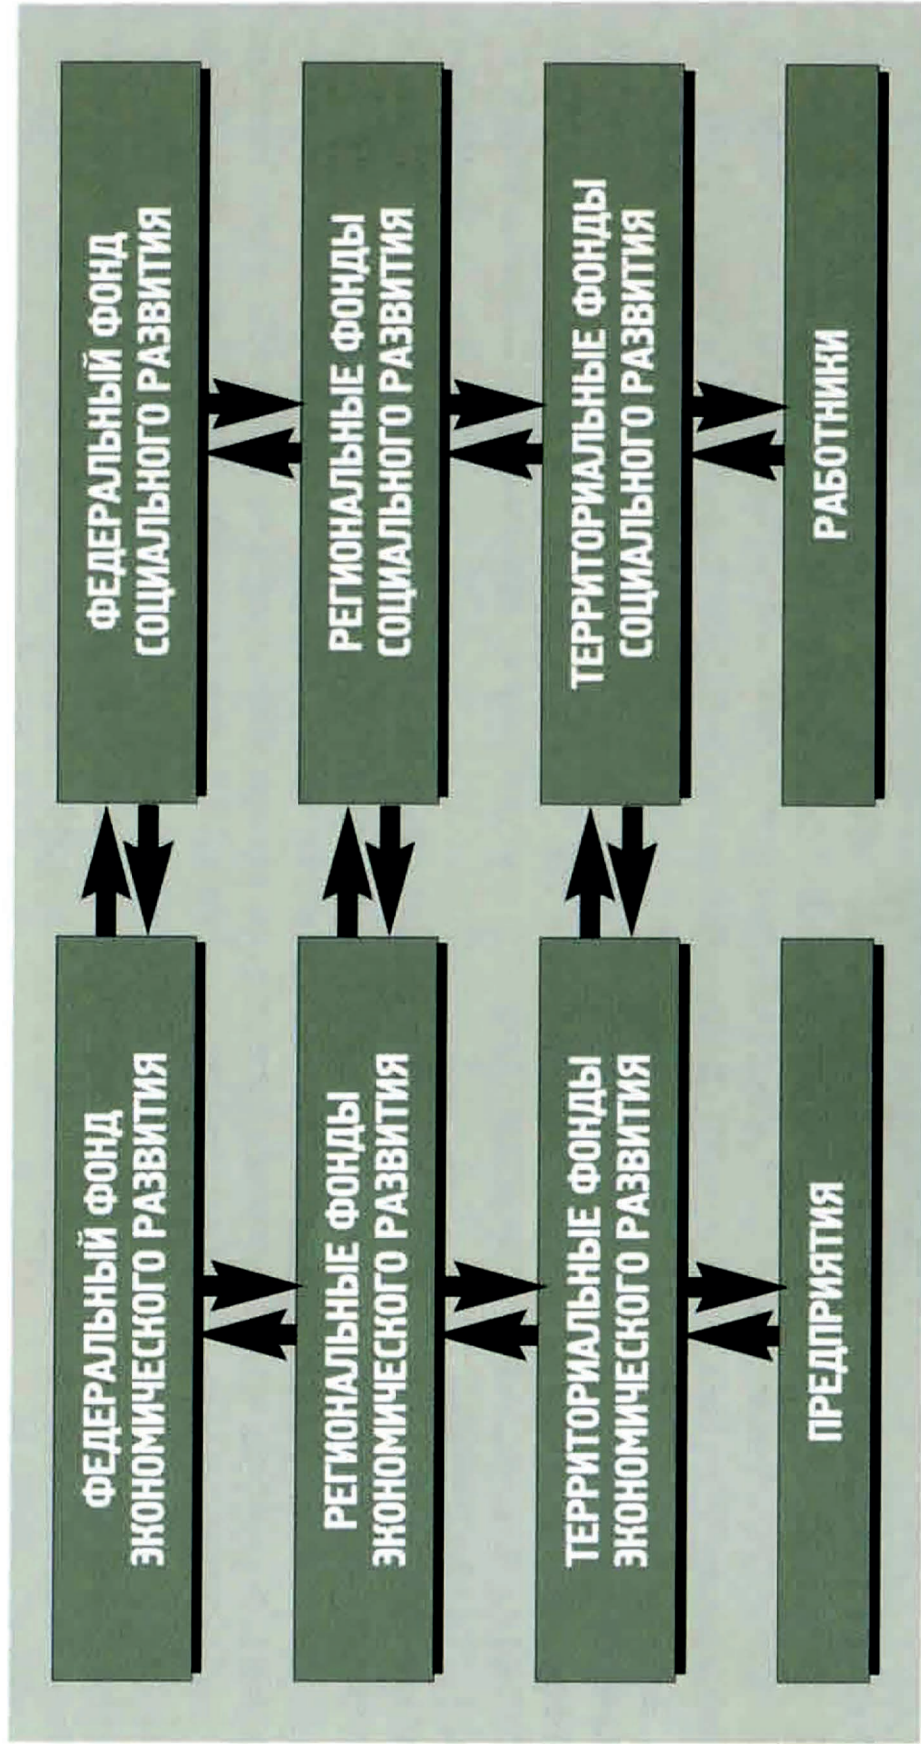 ФЕДЕРАЛЬНЫЙ ФОНД
ЭКОНОМИЧЕСКОГО РАЗВИТИЯ
ФЕДЕРАЛЬНЫЙ ФОНД
СОЦИАЛЬНОГО РАЗВИТИЯ
РЕГИОНАЛЬНЫЕ ФОНДЫ
ЭКОНОМИЧЕСКОГО РАЗВИТИЯ
РЕГИОНАЛЬНЫЕ ФОНДЫ
СОЦИАЛЬНОГО РАЗВИТИЯ
ТЕРРИТОРИАЛЬНЫЕ ФОНДЫ
ЭКОНОМИЧЕСКОГО РАЗВИТИЯ
ТЕРРИТОРИАЛЬНЫЕ ФОНДЫ
СОЦИАЛЬНОГО РАЗВИТИЯ
ПРЕДПРИЯТИЯ
РАБОТНИКИ